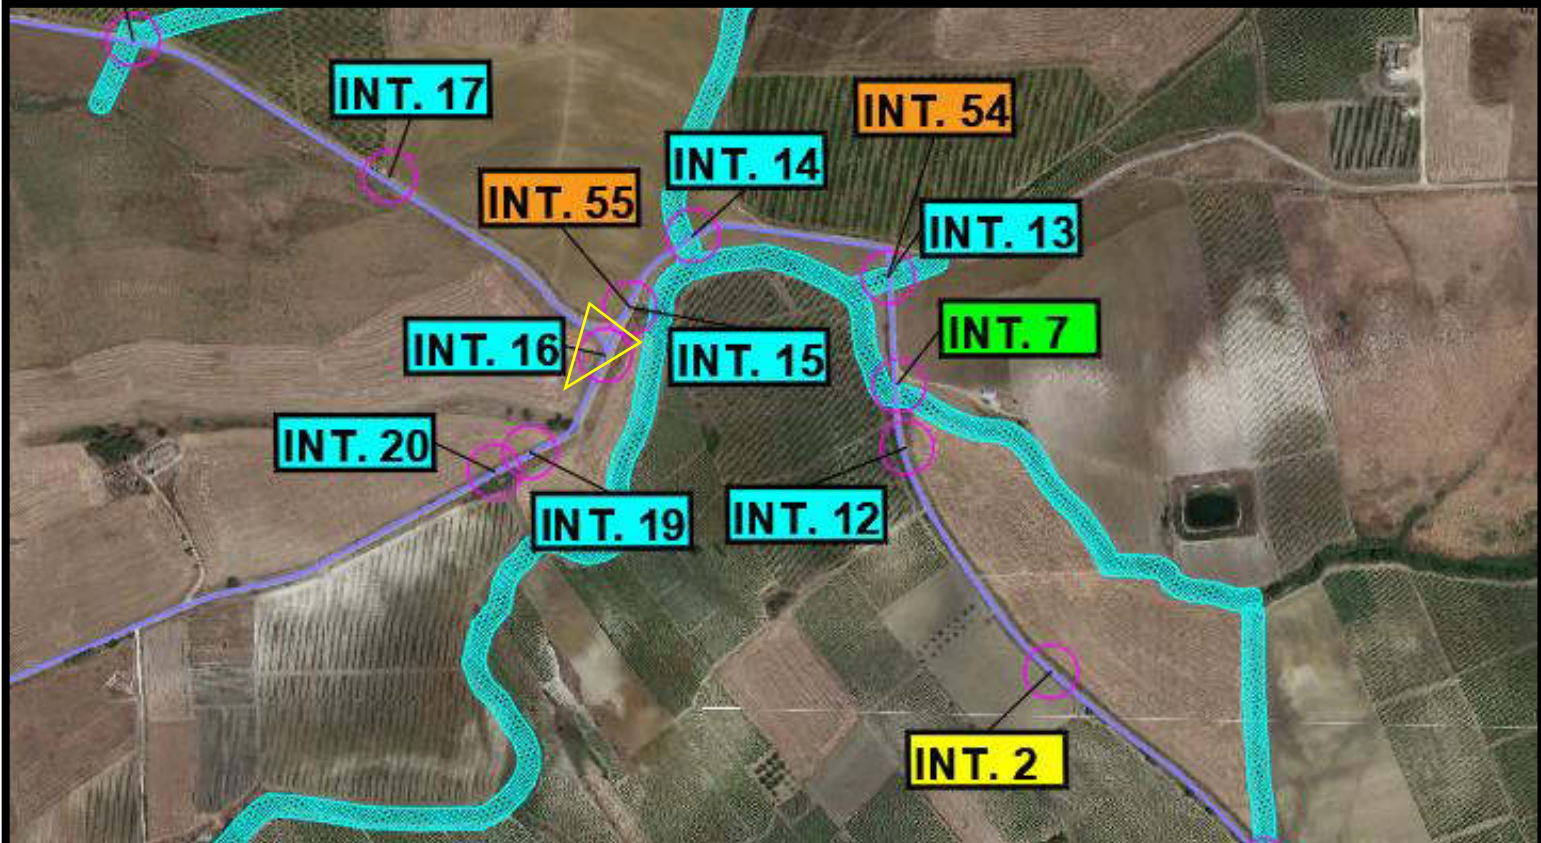 INT. 17
INT. 54
INT. 14
INT. 55
INT. 13
INT. 7
INT. 16
INT. 15
INT. 20
INT. 19
INT. 12
INT. 2